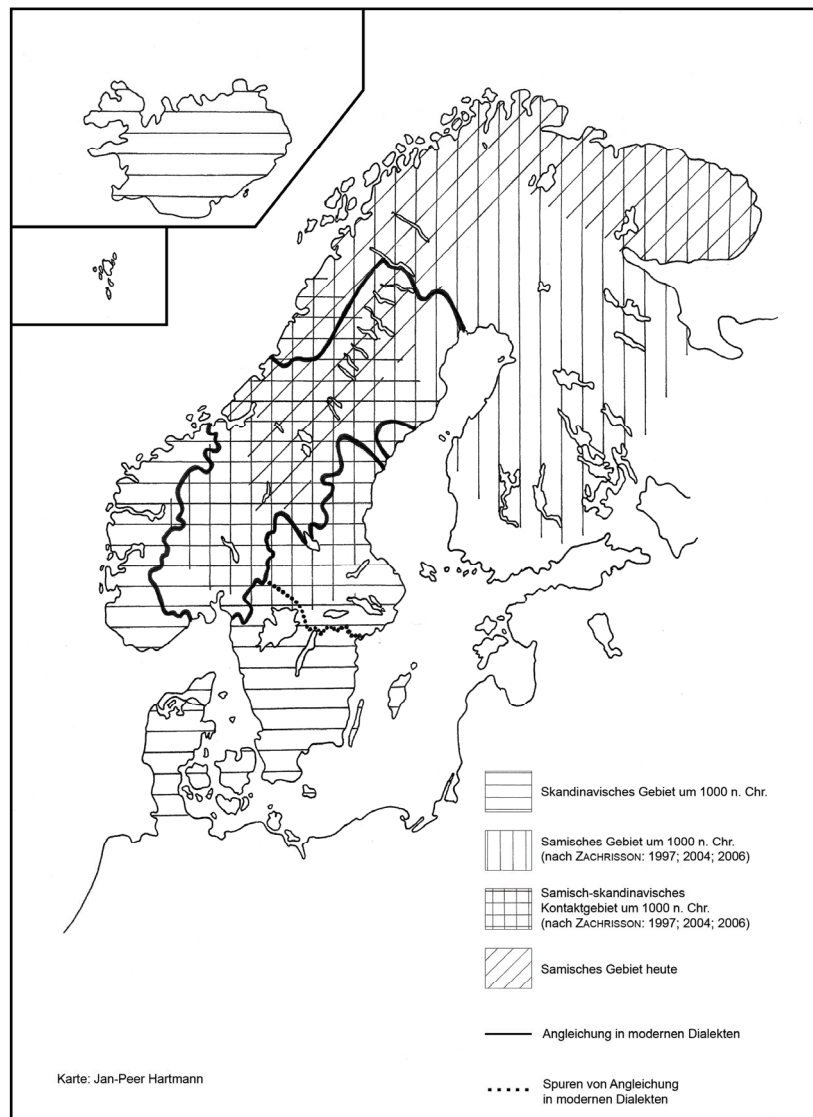 Skandinavisches Gebiet um 1000 n. Chr.
Samisches Gebiet um 1000 n. Chr.
(nach ZACHRISSON: 1997; 2004; 2006)
Samisch-skandinavisches
Kontaktgebiet um 1000 n. Chr.
(nach ZACHRISSON: 1997; 2004; 2006)
Samisches Gebiet heute
Angleichung in modernen Dialekten
Spuren von Angleichung
in modernen Dialekten
Karte: Jan-Peer Hartmann